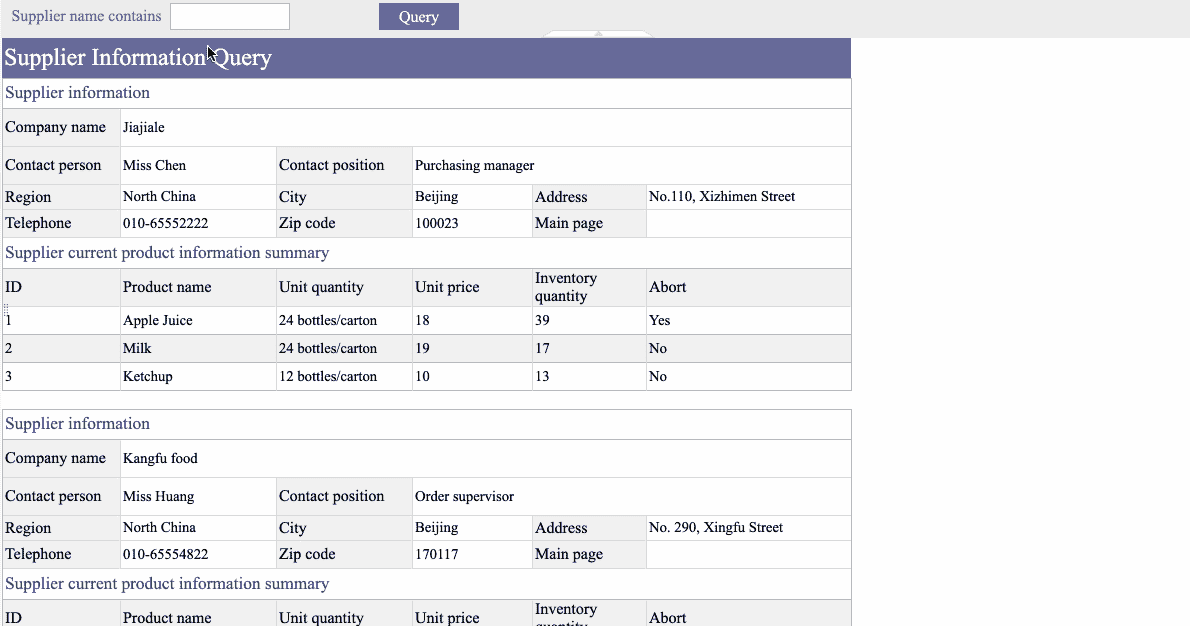 Supplier name contains Query
Supplier Information Query
Supplier information
Company name Jiajiale
Contact person Miss Chen Contact position Purchasing manager
Region North China City Beijing Address No.110, Xizhimen Street
Telephone 010-65552222 Zip code 100023 Main page
Supplier current product information summary
ID Product name Unit quantity Unit price Inventory quantity Abort
1 Apple Juice 24 bottles/carton 18 39 Yes
2 Milk 24 bottles/carton 19 17 No
3 Ketchup 12 bottles/carton 10 13 No
Supplier information
Company name Kangfu food
Contact person Miss Huang Contact position Order supervisor
Region North China City Beijing Address No. 290, Xingfu Street
Telephone 010-65554822 Zip code 170117 Main page
Supplier current product information summary
ID Product name Unit quantity Unit price Inventory quantity Abort